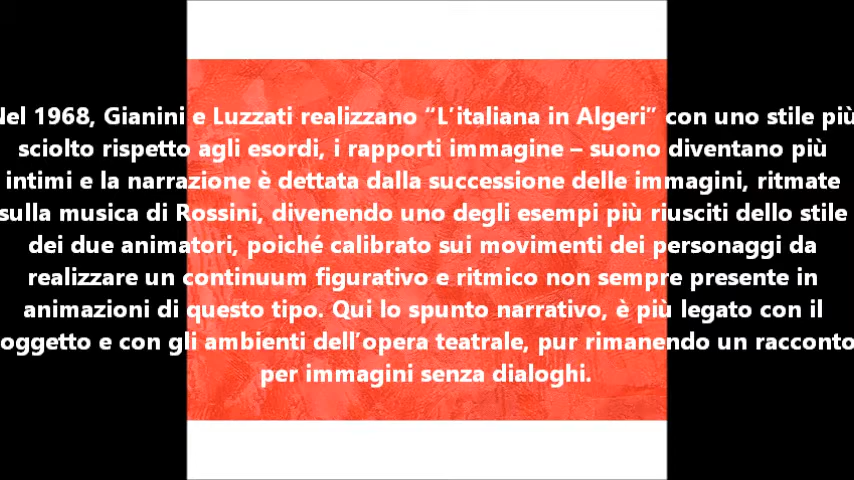 Nel 1968, Gianini e Luzzati realizzano “L’italiana in Algeri” con uno stile più
sciolto rispetto agli esordi, i rapporti immagine – suono diventano più
intimi e la narrazione è dettata dalla successione delle immagini, ritmate
sulla musica di Rossini, divenendo uno degli esempi più riusciti dello stile
dei due animatori, poiché calibrato sui movimenti dei personaggi da
realizzare un continuum figurativo e ritmico non sempre presente in
animazioni di questo tipo. Qui lo spunto narrativo, è più legato con il
oggetto e con gli ambienti dell’opera teatrale, pur rimanendo un racconto
per immagini senza dialoghi.